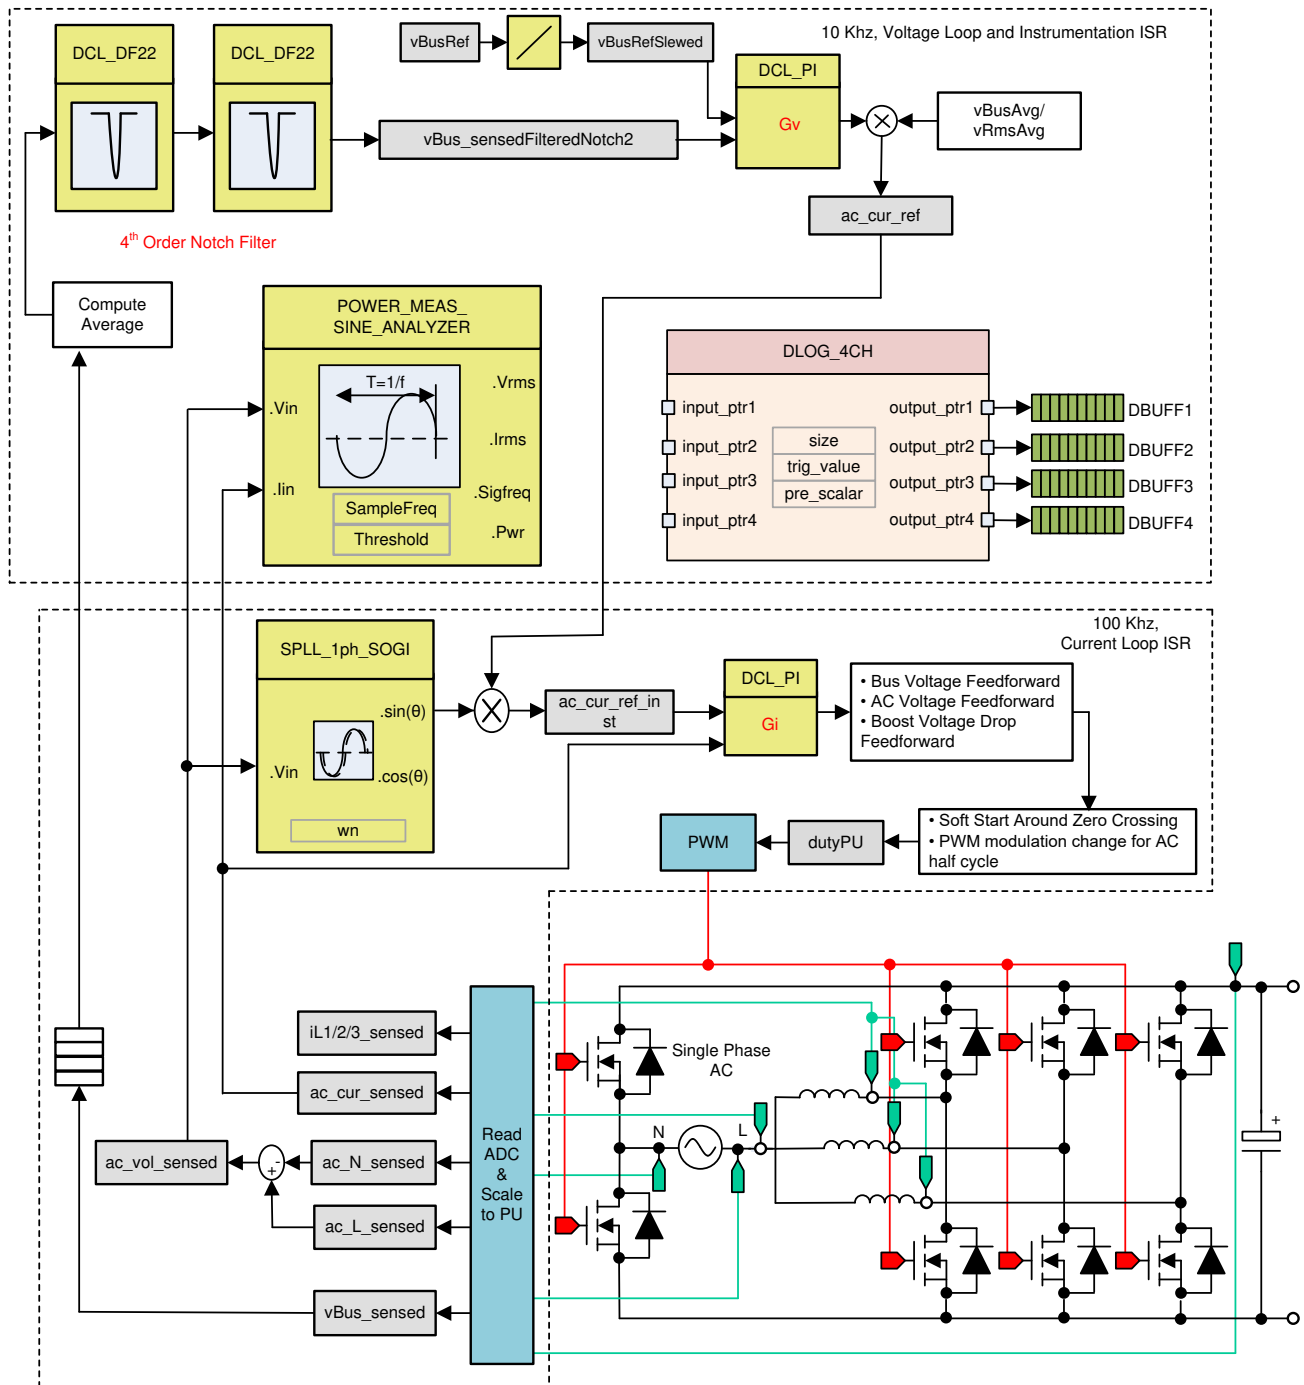 10 Khz, Voltage Loop and Instrumentation ISR
DCL_DF22
DCL_DF22
vBusRef
vBusRefSlewed
DCL_PI
Gv
vBusAvg/
vRmsAvg
vBus_sensedFilteredNotch2
ac_cur_ref
4th Order Notch Filter
Compute
Average
POWER_MEAS_
SINE_ANALYZER
T=1/f
.Vin
.Iin
.Vrms
.Irms
.Sigfreq
.Pwr
SampleFreq
Threshold
DLOG_4CH
input_ptr1
input_ptr2
input_ptr3
input_ptr4
size
trig_value
pre_scalar
output_ptr1
output_ptr2
output_ptr3
output_ptr4
DBUFF1
DBUFF2
DBUFF3
DBUFF4
100 Khz,
Current Loop ISR
SPLL_1ph_SOGI
.sin(θ)
.Vin
.cos(θ)
wn
ac_cur_ref_in
st
DCL_PI
Gi
• Bus Voltage Feedforward
• AC Voltage Feedforward
• Boost Voltage Drop
Feedforward
• Soft Start Around Zero Crossing
• PWM modulation change for AC
half cycle
dutyPU
PWM
iL1/2/3_sensed
ac_cur_sensed
ac_vol_sensed
-
+
ac_N_sensed
ac_L_sensed
vBus_sensed
Read
ADC
&
Scale
to PU
Single Phase
AC
N
L
+